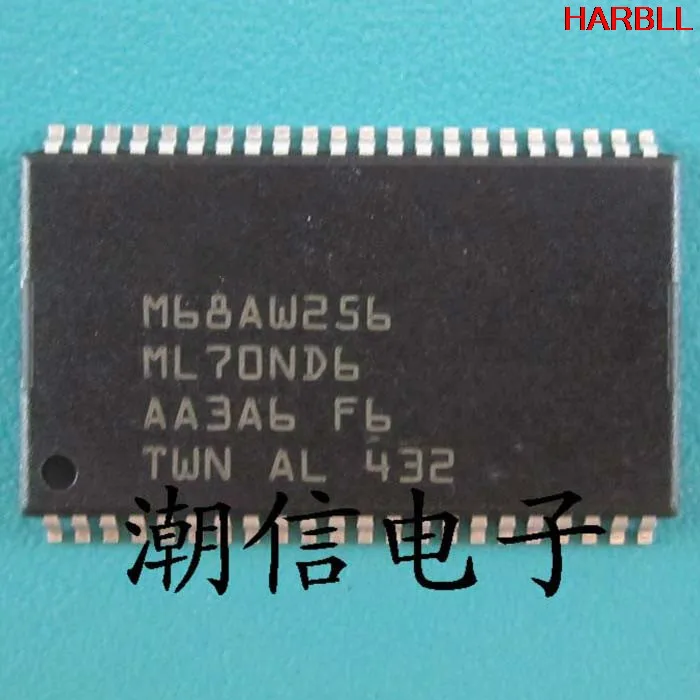 HARBLL
M68AW256
ML70ND6
AA3A6 F6
TWN AL 432
潮信电子